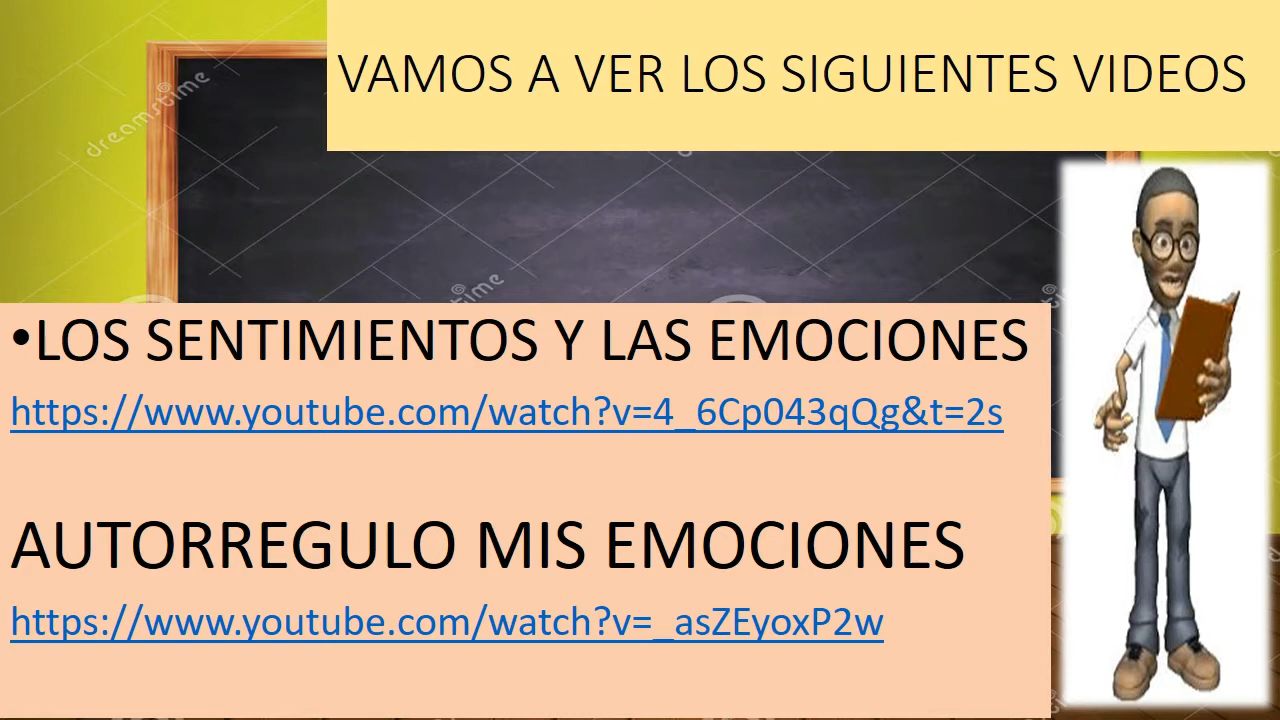 VAMOS A VER LOS SIGUIENTES VIDEOS
dreamstime
•LOS SENTIMIENTOS Y LAS EMOCIONES
https://www.youtube.com/watch?v=4_6Cp043qQg&t=2s
AUTORREGULO MIS EMOCIONES
https://www.youtube.com/watch?v=_asZEyoxP2w